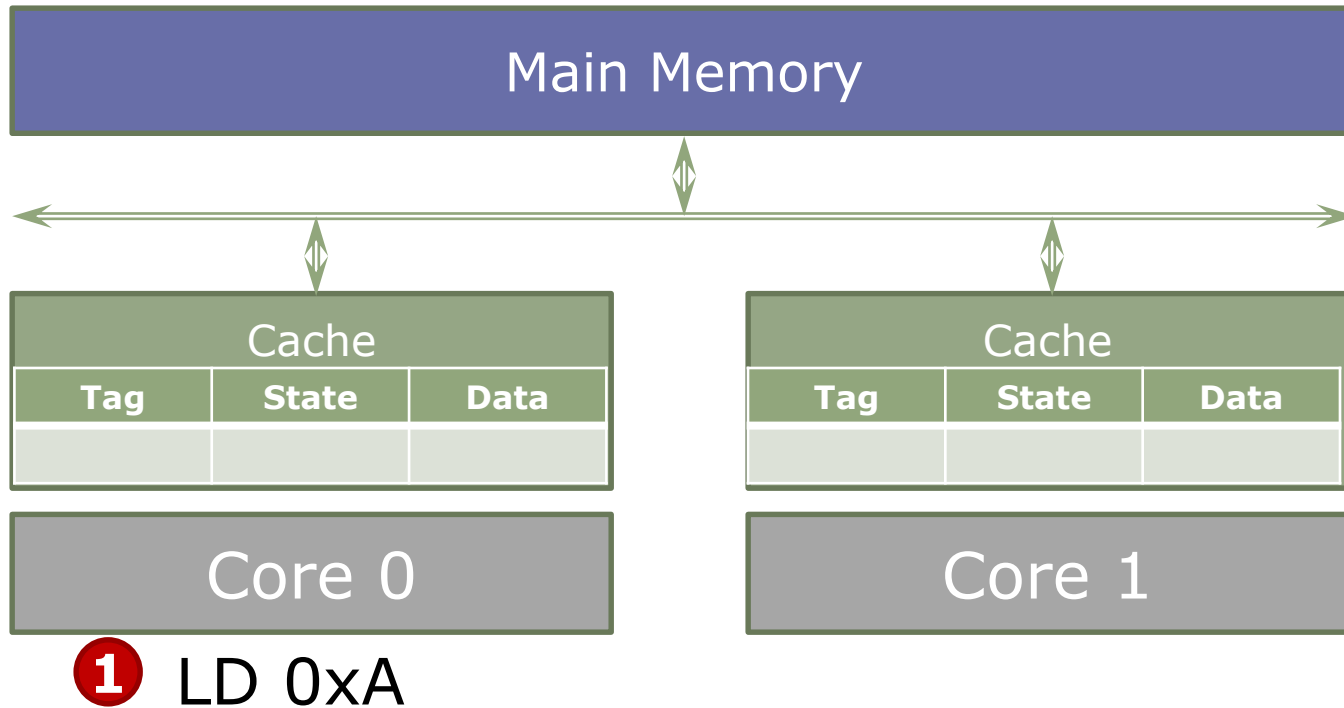 Main Memory
Cache
Tag State Data
Core 0
1 LD 0xA
Cache
Tag State Data
Core 1